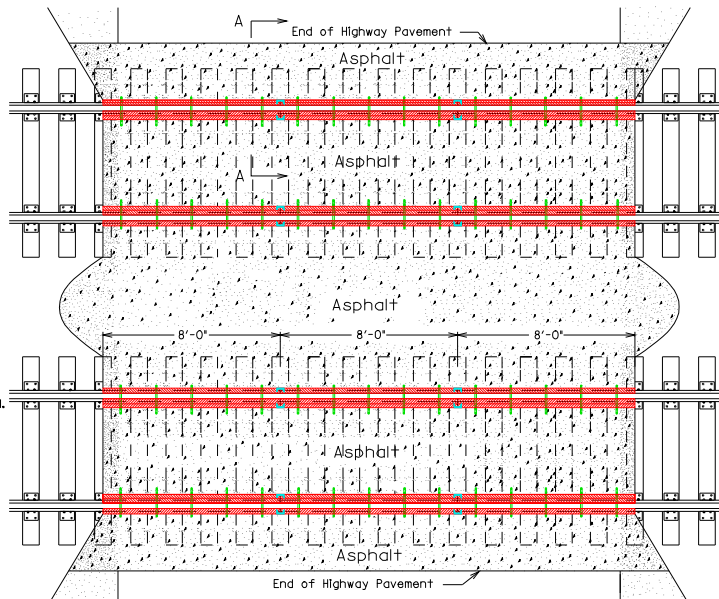 A
End of Highway Pavement
Asphalt
Asphalt
A
Asphalt
8'-0" 8'-0" 8'-0"
Asphalt
Asphalt
End of Highway Pavement